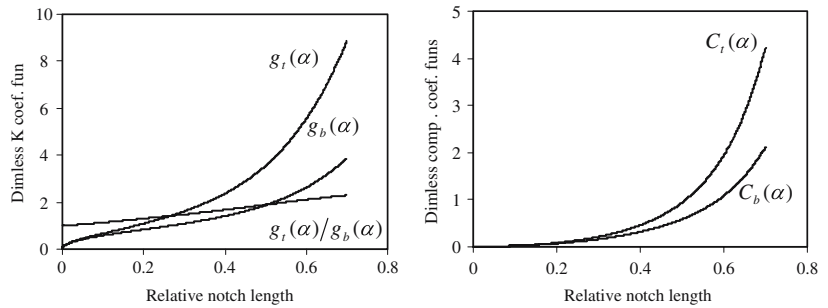 10
8
6
4
2
0
0
0.2
0.4
0.6
0.8
Dimless K coef. fun
Relative notch length
g_t(α)
g_b(α)
g_t(α)/g_b(α)
5
4
3
2
1
0
0
0.2
0.4
0.6
0.8
Dimless comp . coef. funs
Relative notch length
C_t(α)
C_b(α)